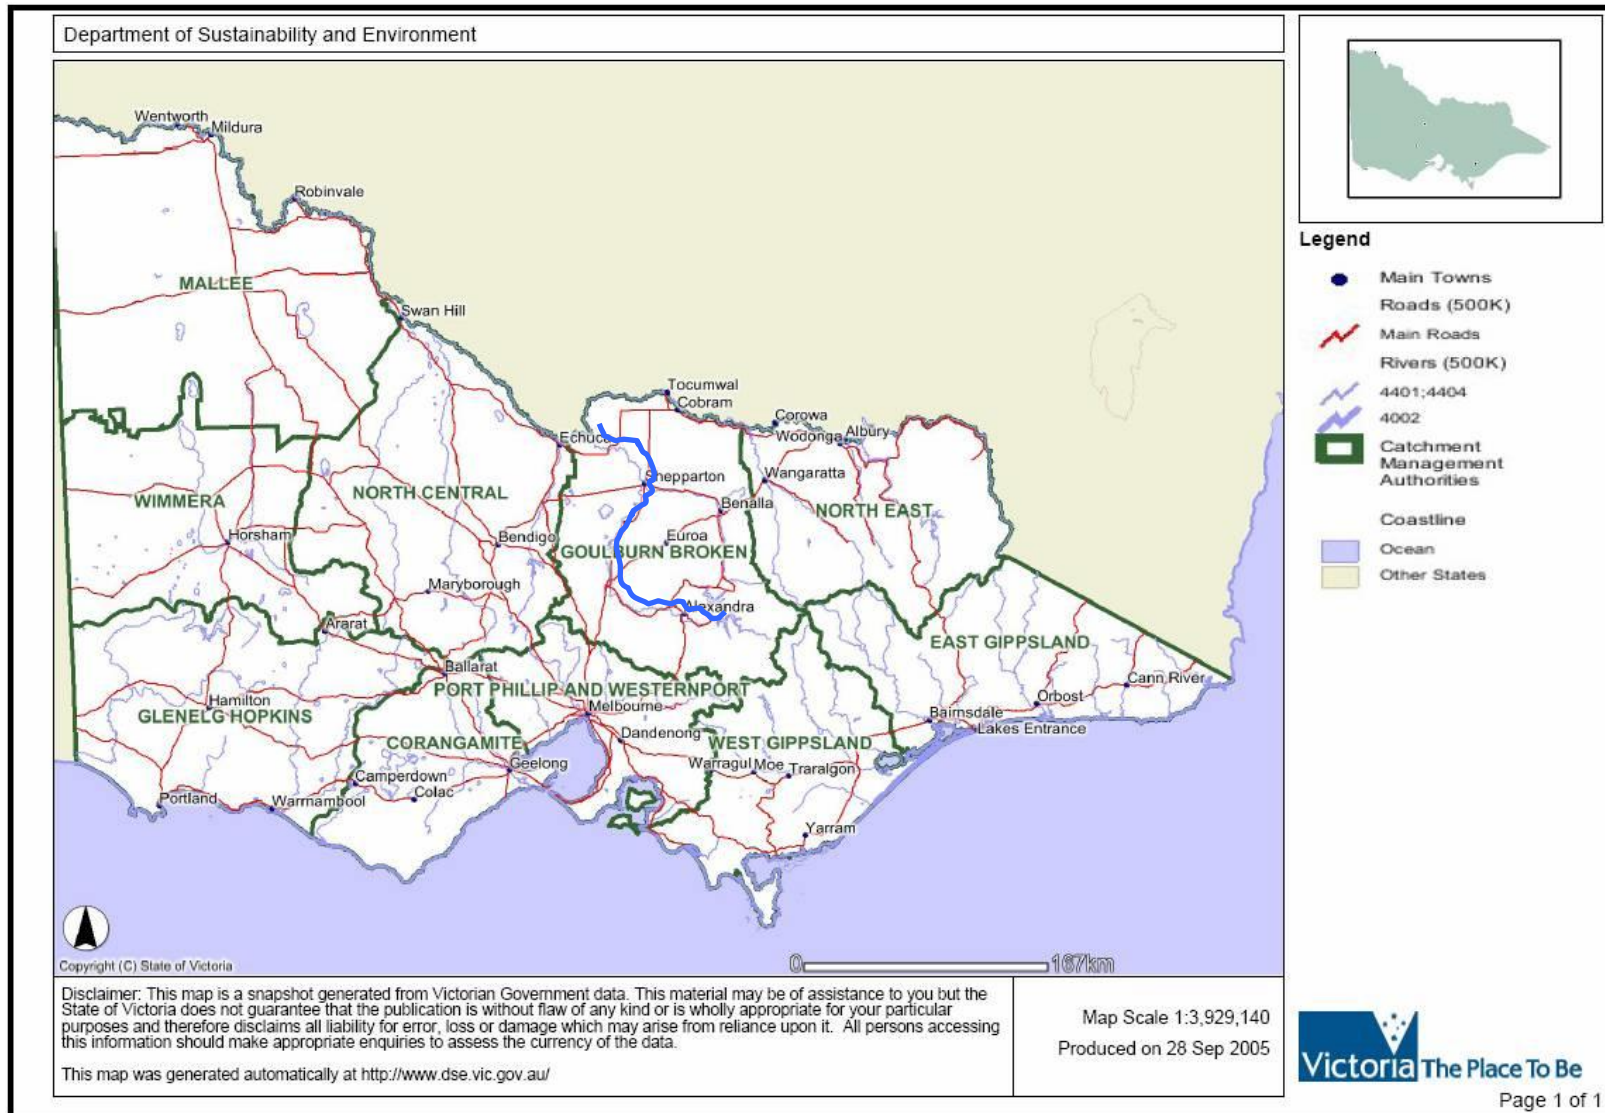 Department of Sustainability and Environment
Wentworth
Mildura
Robinvale
MALLEE
Swan Hill
Tocumwal
Cobram
Corowa
Echuca
Wodonga
Albury
Shepparton
Wangaratta
WIMMERA
NORTH CENTRAL
Benalla
NORTH EAST
Horsham
Bendigo
Euroa
GOULBURN BROKEN
Maryborough
Alexandra
Ararat
EAST GIPPSLAND
Ballarat
Cann River
PORT PHILLIP AND WESTERNPORT
Orbost
Hamilton
Melbourne
GLENELG HOPKINS
Bairnsdale
Lakes Entrance
Dandenong
CORANGAMITE
WEST GIPPSLAND
Geelong
Warragul
Moe
Traralgon
Camperdown
Colac
Portland
Warrnambool
Yarram
Copyright (C) State of Victoria
0
167km
Legend
Main Towns
Roads (500K)
Main Roads
Rivers (500K)
4401;4404
4002
Catchment
Management
Authorities
Coastline
Ocean
Other States
Disclaimer: This map is a snapshot generated from Victorian Government data. This material may be of assistance to you but the
State of Victoria does not guarantee that the publication is without flaw of any kind or is wholly appropriate for your particular
purposes and therefore disclaims all liability for error, loss or damage which may arise from reliance upon it. All persons accessing
this information should make appropriate enquiries to assess the currency of the data.
This map was generated automatically at http://www.dse.vic.gov.au/
Map Scale 1:3,929,140
Produced on 28 Sep 2005
Victoria The Place To Be
Page 1 of 1